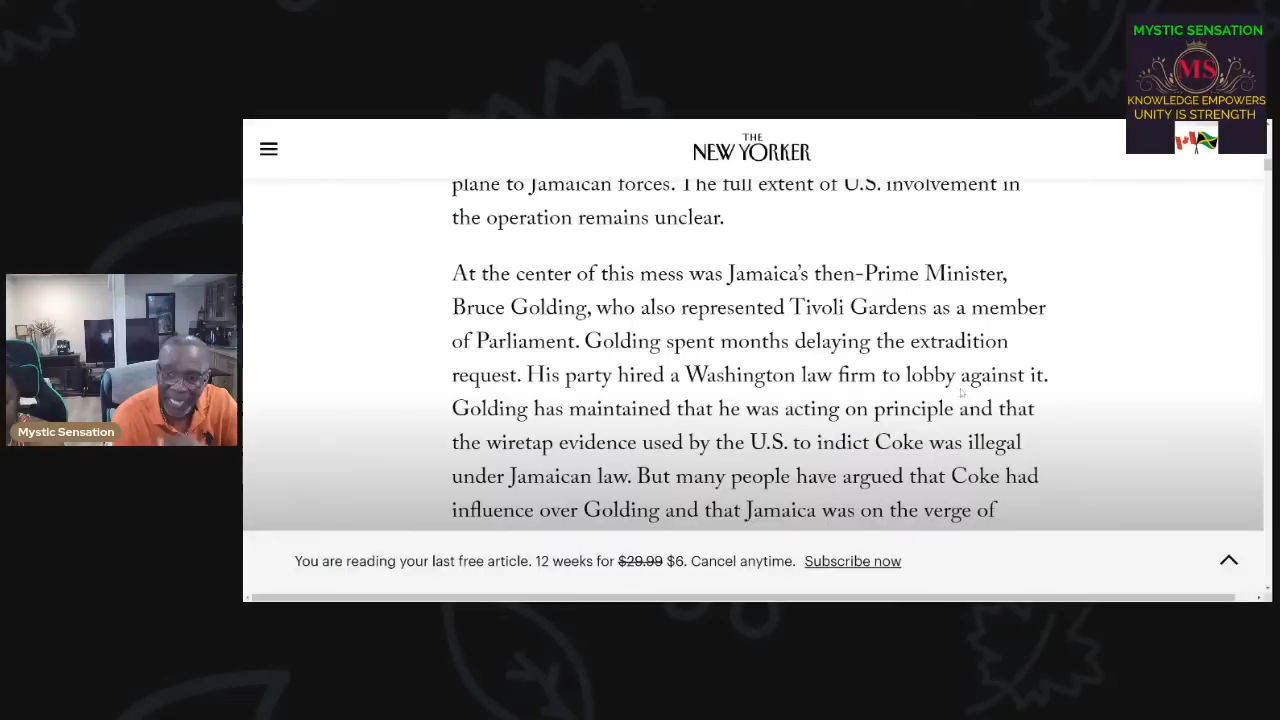 MYSTIC SENSATION
MS
KNOWLEDGE EMPOWERS
UNITY IS STRENGTH
THE
NEW YORKER
plane to Jamaican forces. The full extent of U.S. involvement in
the operation remains unclear.
At the center of this mess was Jamaica's then-Prime Minister,
Bruce Golding, who also represented Tivoli Gardens as a member
of Parliament. Golding spent months delaying the extradition
request. His party hired a Washington law firm to lobby against it.
Golding has maintained that he was acting on principle and that
the wiretap evidence used by the U.S. to indict Coke was illegal
under Jamaican law. But many people have argued that Coke had
influence over Golding and that Jamaica was on the verge of
Mystic Sensation
You are reading your last free article. 12 weeks for $29.99 $6. Cancel anytime. Subscribe now